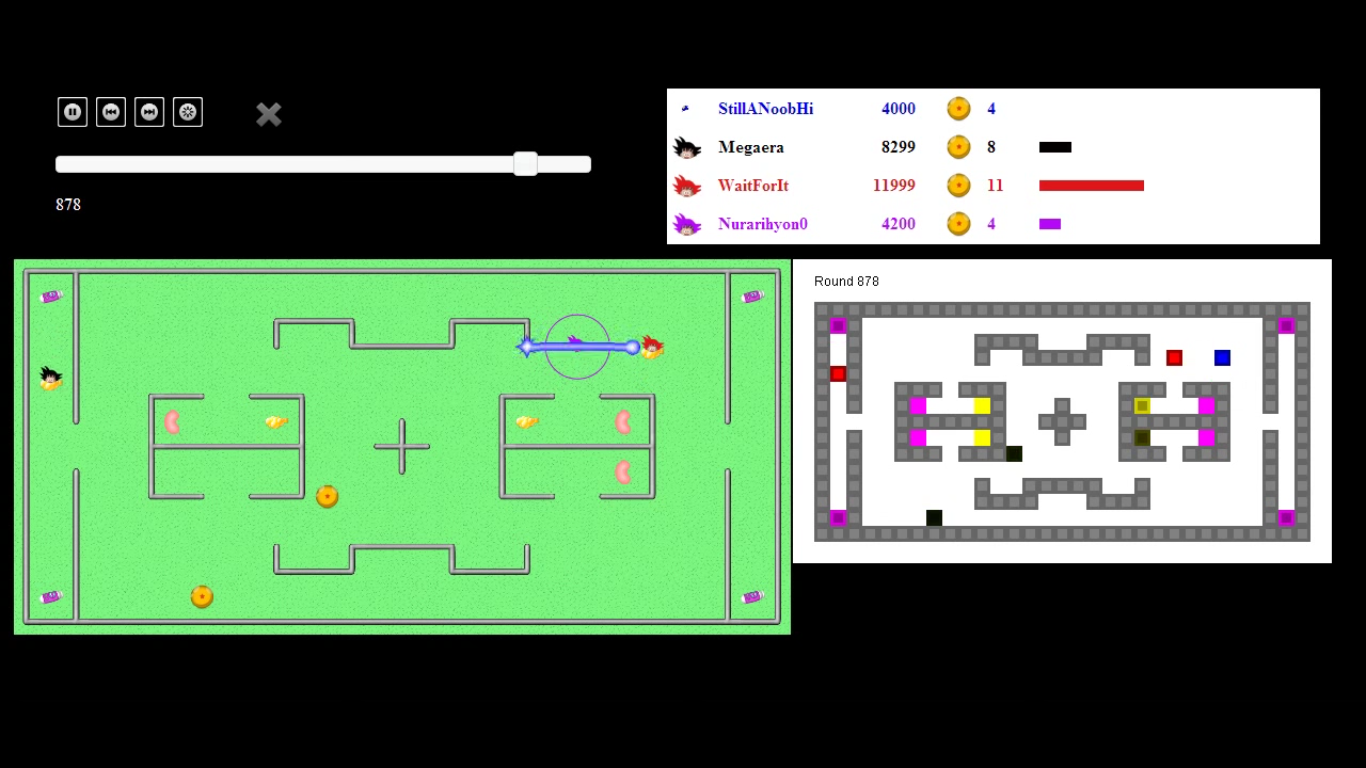 StillANoobHi 4000 4
Megaera 8299 8
WaitForIt 11999 11
878
Nurarihyon0 4200 4
Round 878